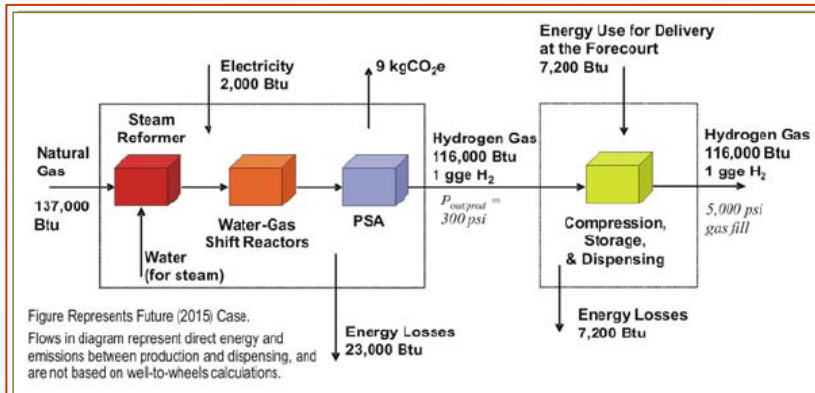 Electricity
2,000 Btu
9 kgCO₂e
Energy Use for Delivery
at the Forecourt
7,200 Btu
Steam
Reformer
Natural
Gas
137,000
Btu
Water
(for steam)
Water-Gas
Shift Reactors
PSA
Hydrogen Gas
116,000 Btu
1 gge H₂
P out/prod =
300 psi
Compression,
Storage,
& Dispensing
Hydrogen Gas
116,000 Btu
1 gge H₂
5,000 psi
gas fill
Energy Losses
23,000 Btu
Energy Losses
7,200 Btu
Figure Represents Future (2015) Case.
Flows in diagram represent direct energy and
emissions between production and dispensing, and
are not based on well-to-wheels calculations.